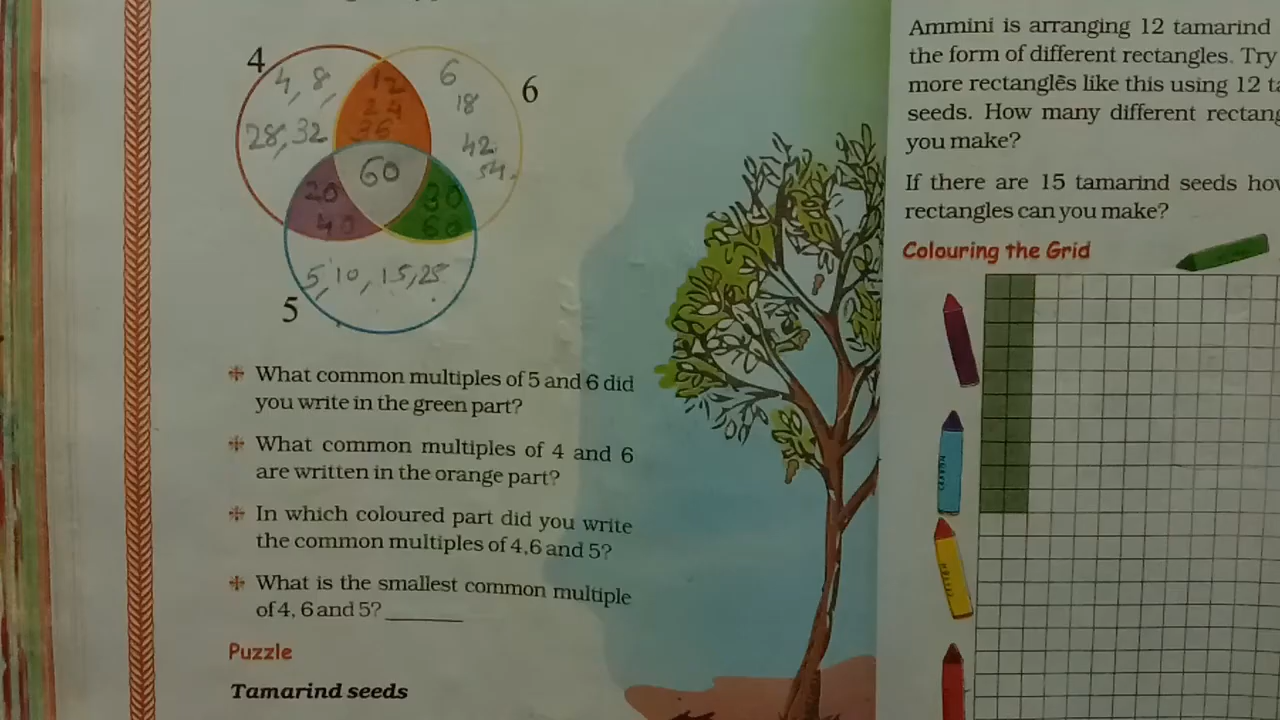 4
4, 8,
28, 32
12
24
36
6
18
42
54
6
60
20
40
30
60
5, 10, 15, 25
5
What common multiples of 5 and 6 did
you write in the green part?
What common multiples of 4 and 6
are written in the orange part?
In which coloured part did you write
the common multiples of 4,6 and 5?
What is the smallest common multiple
of 4, 6 and 5? ______
Puzzle
Tamarind seeds
Ammini is arranging 12 tamarind
the form of different rectangles. Try
more rectangles like this using 12
seeds. How many different
you make?
If there are 15 tamarind seeds
rectangles can you make?
Colouring the Grid